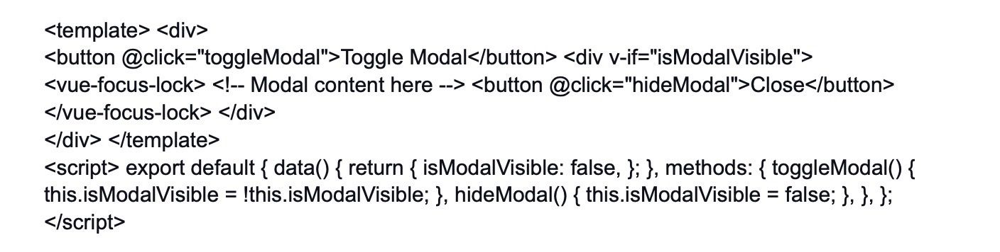 <template> <div>
<button @click="toggleModal">Toggle Modal</button> <div v-if="isModalVisible">
<vue-focus-lock> <!-- Modal content here --> <button @click="hideModal">Close</button>
</vue-focus-lock> </div>
</div> </template>
<script> export default { data() { return { isModalVisible: false, }; }, methods: { toggleModal() {
this.isModalVisible = !this.isModalVisible; }, hideModal() { this.isModalVisible = false; }, }, };
</script>